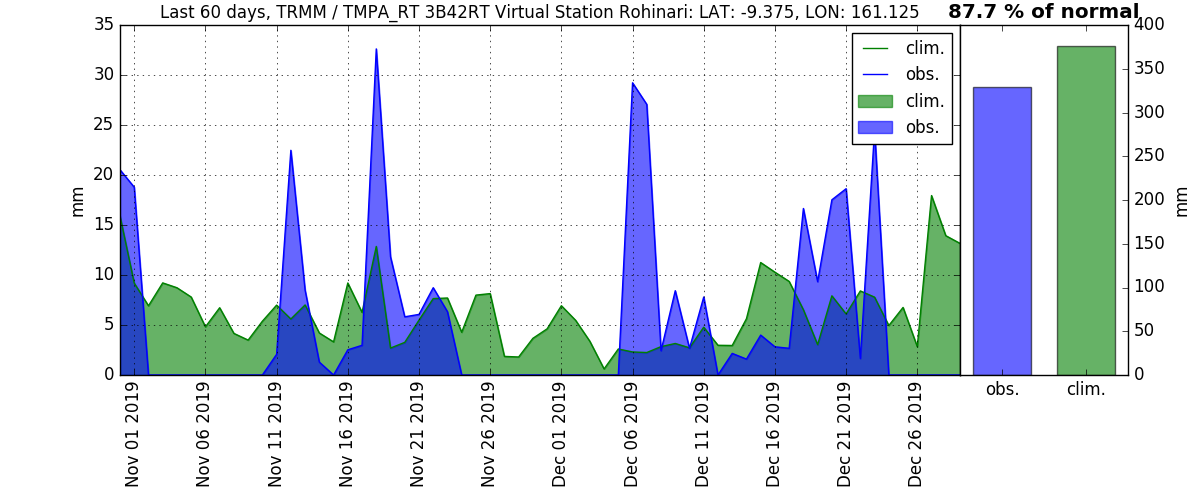 Last 60 days, TRMM / TMPA_RT 3B42RT Virtual Station Rohinari: LAT: -9.375, LON: 161.125
87.7 % of normal
35
30
25
20
15
10
5
0
mm
clim.
obs.
clim.
obs.
400
350
300
250
200
150
100
50
0
mm
obs.
clim.
Nov 01 2019
Nov 06 2019
Nov 11 2019
Nov 16 2019
Nov 21 2019
Nov 26 2019
Dec 01 2019
Dec 06 2019
Dec 11 2019
Dec 16 2019
Dec 21 2019
Dec 26 2019